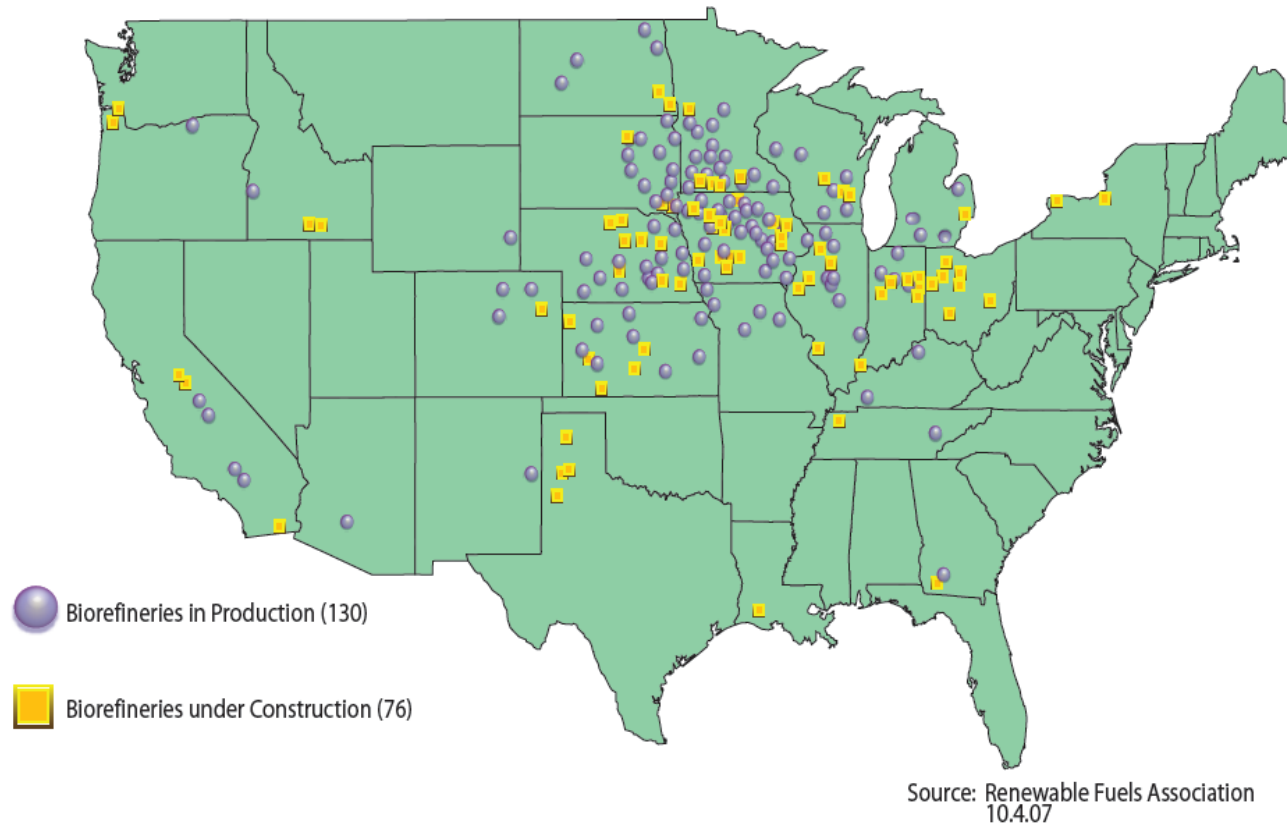 Biorefineries in Production (130)
Biorefineries under Construction (76)
Source: Renewable Fuels Association
10.4.07